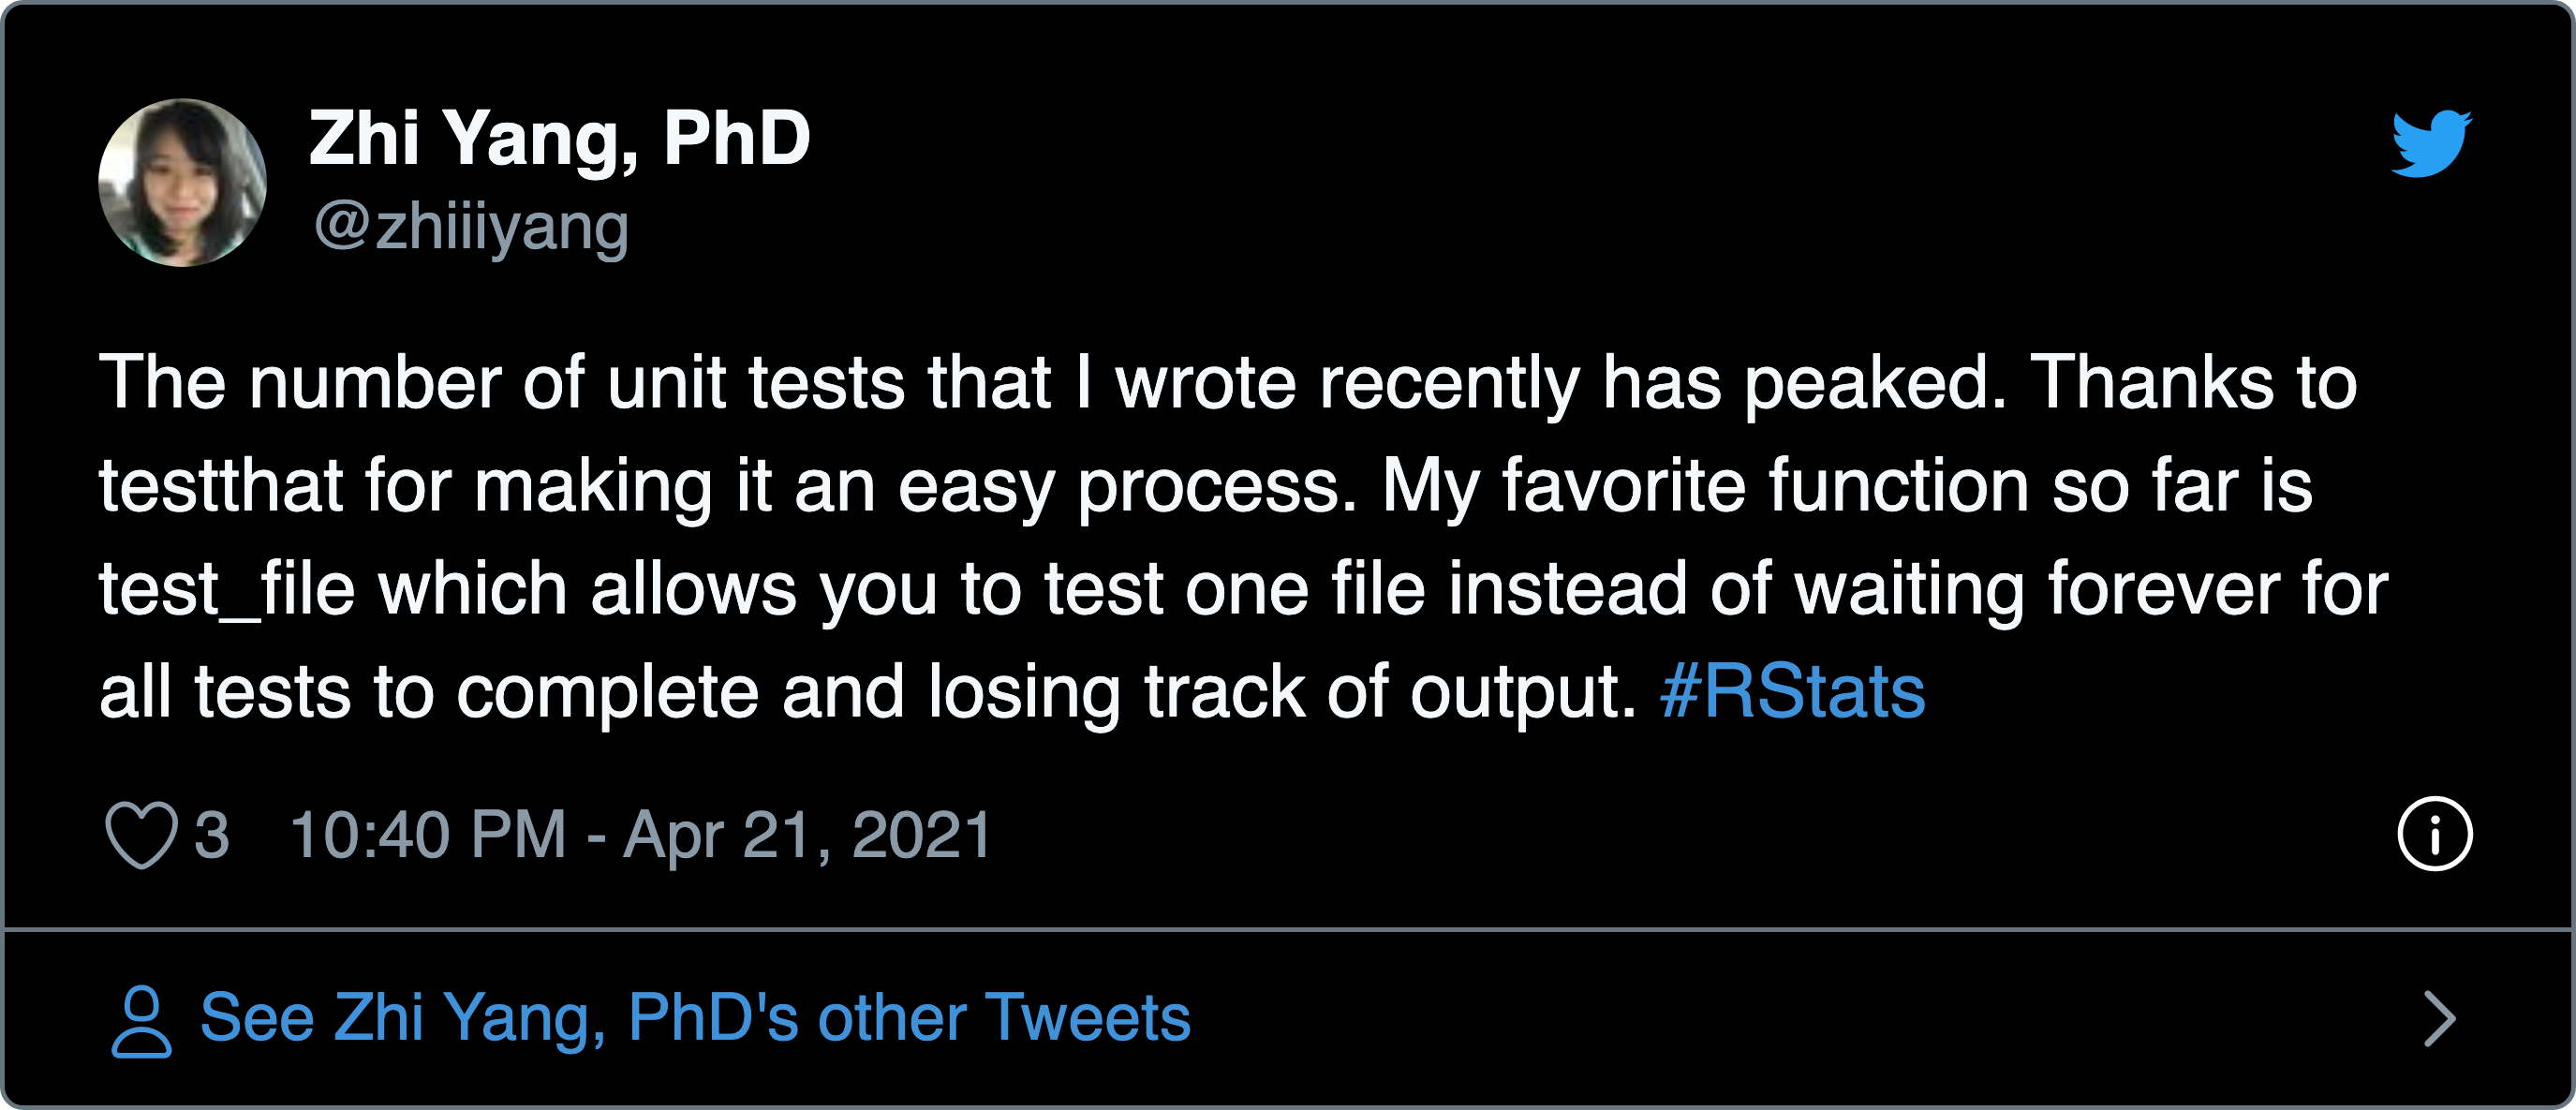 Zhi Yang, PhD
@zhiiiyang
The number of unit tests that I wrote recently has peaked. Thanks to
testthat for making it an easy process. My favorite function so far is
test_file which allows you to test one file instead of waiting forever for
all tests to complete and losing track of output. #RStats
3 10:40 PM - Apr 21, 2021
See Zhi Yang, PhD's other Tweets